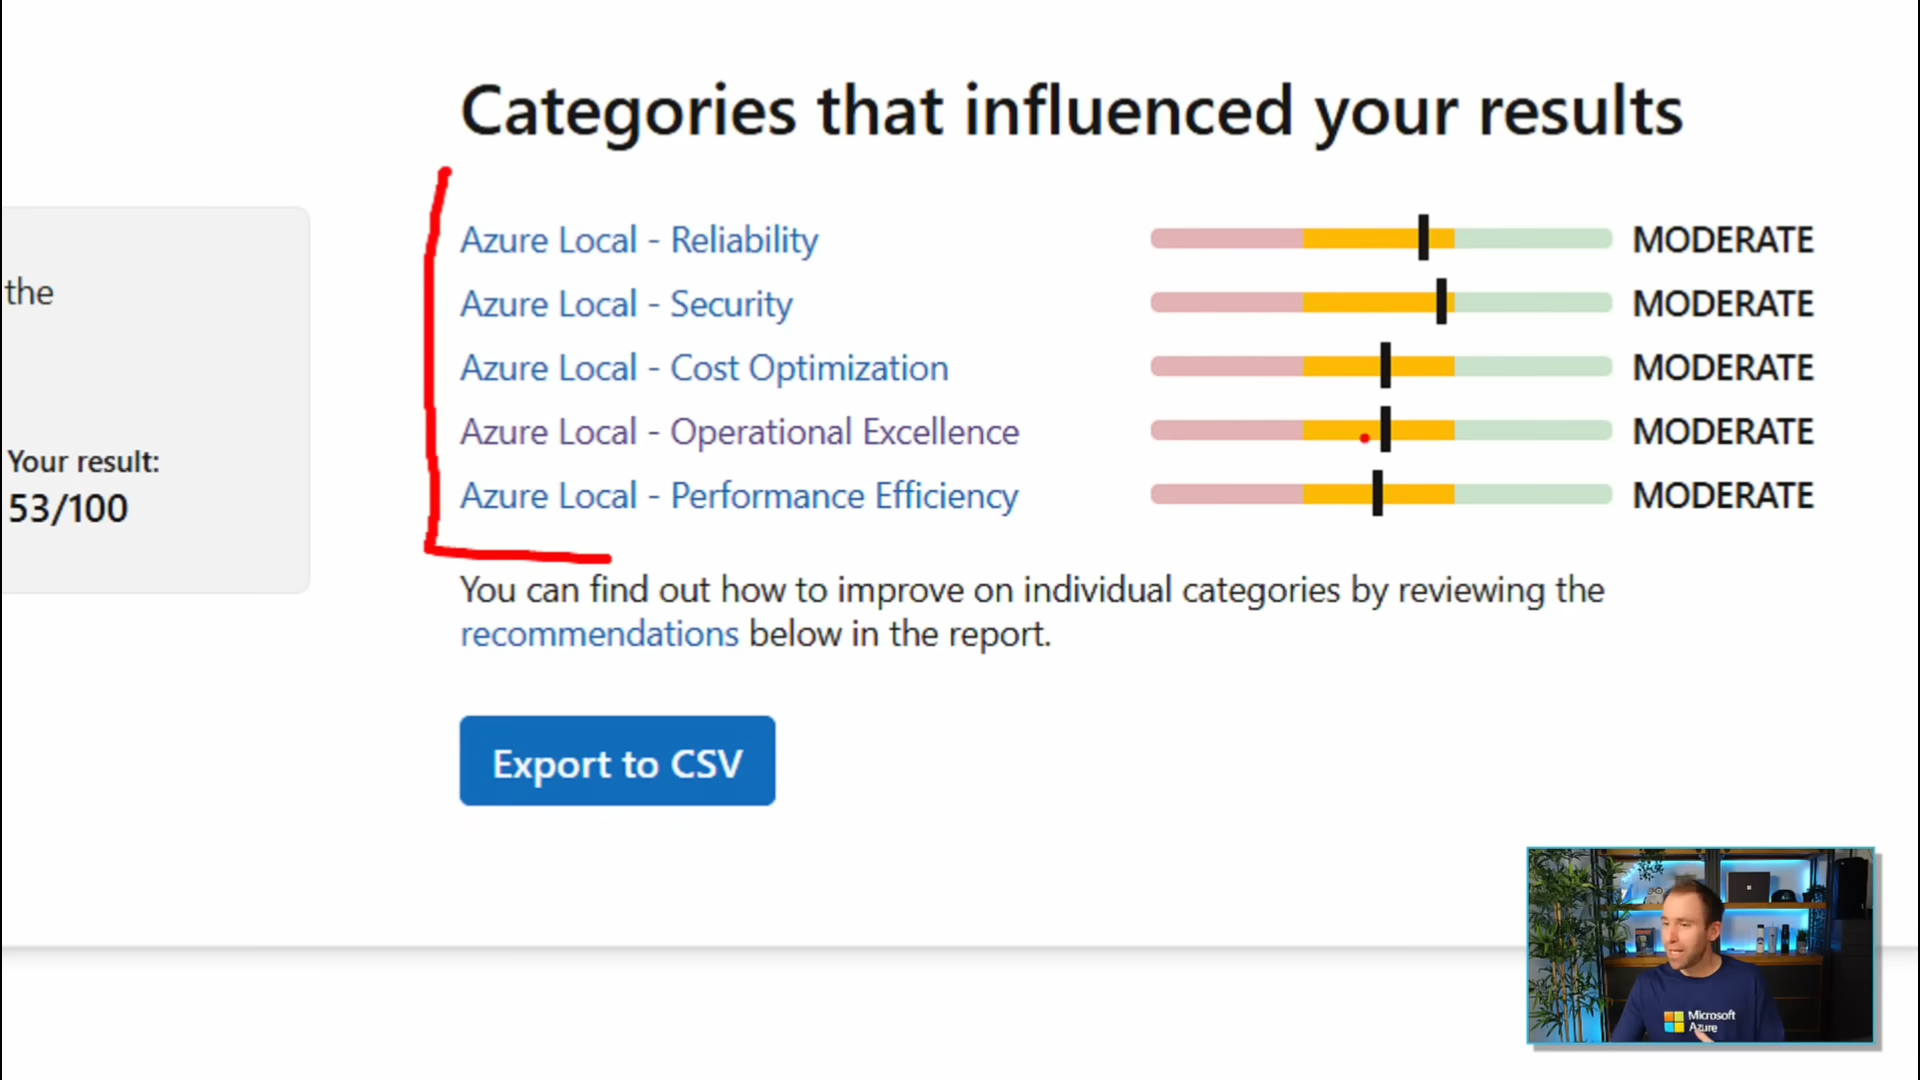 Categories that influenced your results
the
Your result:
53/100
Azure Local - Reliability MODERATE
Azure Local - Security MODERATE
Azure Local - Cost Optimization MODERATE
Azure Local - Operational Excellence MODERATE
Azure Local - Performance Efficiency MODERATE
You can find out how to improve on individual categories by reviewing the
recommendations below in the report.
Export to CSV
Microsoft
Azure